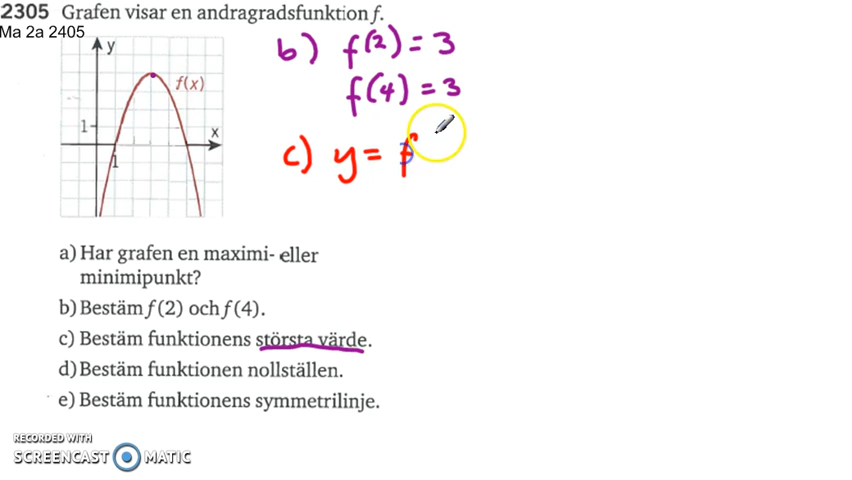 2305 Grafen visar en andragradsfunktion f.
Ma 2a 2405
y
f(x)
1
x
1
b) f(2) = 3
f(4) = 3
c) y =
a) Har grafen en maximi- eller
minimipunkt?
b) Bestäm f(2) och f(4).
c) Bestäm funktionens största värde.
d) Bestäm funktionen nollställen.
e) Bestäm funktionens symmetrilinje.
RECORDED WITH
SCREENCAST MATIC